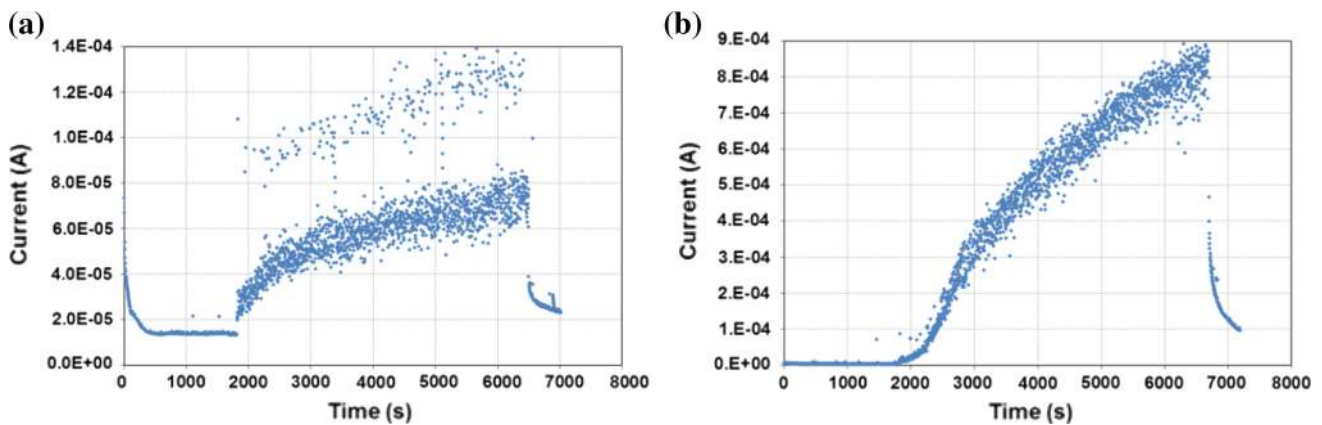 (a)
1.4E-04
1.2E-04
1.0E-04
8.0E-05
6.0E-05
4.0E-05
2.0E-05
0.0E+00
Current (A)
0 1000 2000 3000 4000 5000 6000 7000 8000
Time (s)
(b)
9.E-04
8.E-04
7.E-04
6.E-04
5.E-04
4.E-04
3.E-04
2.E-04
1.E-04
0.E+00
Current (A)
0 1000 2000 3000 4000 5000 6000 7000 8000
Time (s)